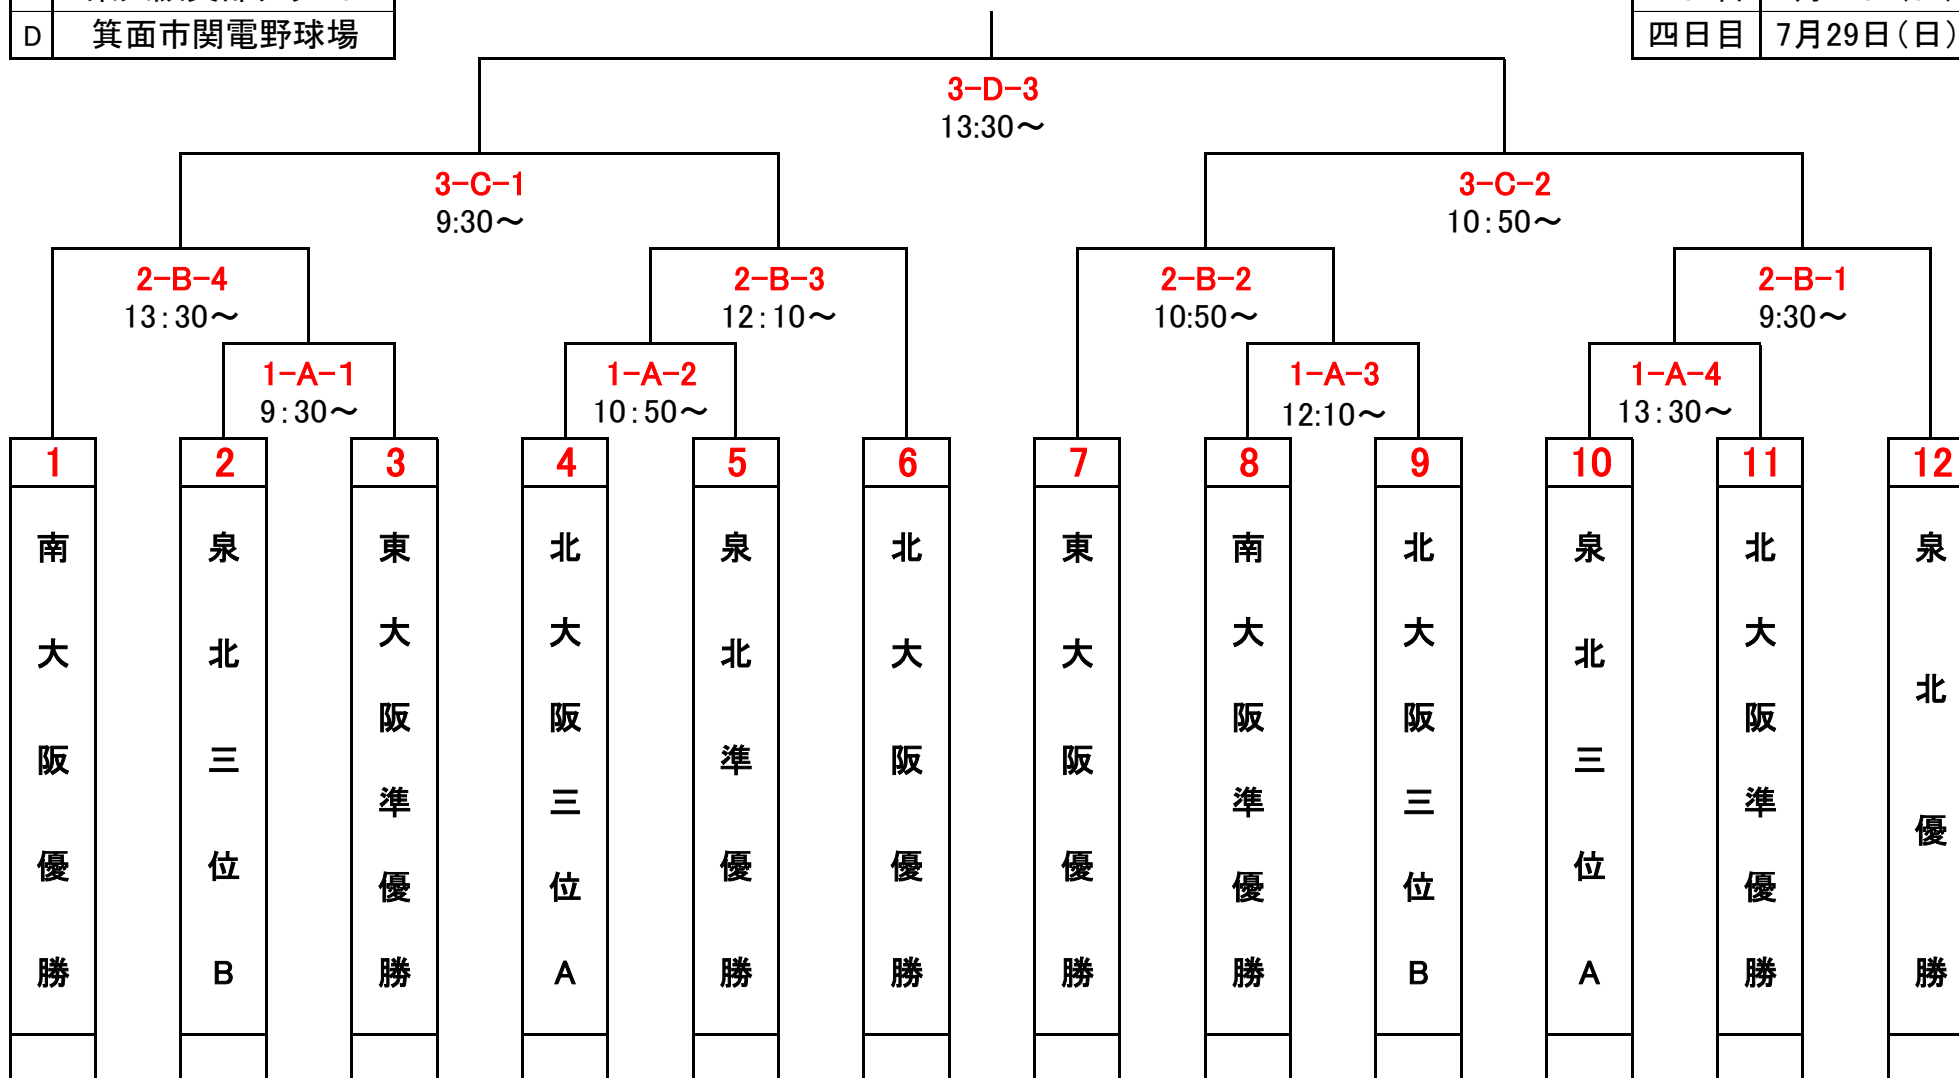 D 箕面市関電野球場
四日目 7月29日(日)
3-D-3
13:30～
3-C-1
9:30～
3-C-2
10:50～
2-B-4
13:30～
2-B-3
12:10～
2-B-2
10:50～
2-B-1
9:30～
1-A-1
9:30～
1-A-2
10:50～
1-A-3
12:10～
1-A-4
13:30～
1
南大阪優勝
2
泉北三位B
3
東大阪準優勝
4
北大阪三位A
5
泉北準優勝
6
北大阪優勝
7
東大阪優勝
8
南大阪準優勝
9
北大阪三位B
10
泉北三位A
11
北大阪準優勝
12
泉北優勝